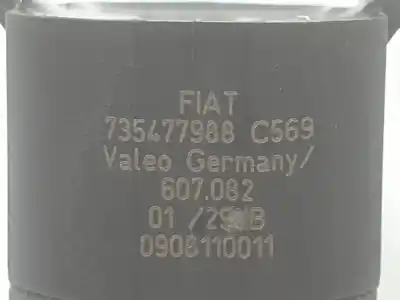 FIAT
735477988 C569
Valeo Germany/
607.082
01
0908110011